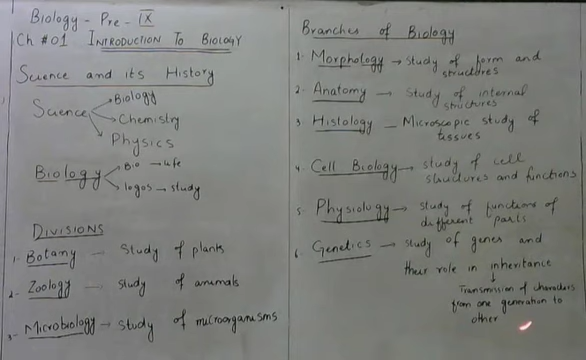 Biology - Pre - IX
Ch # 01 INTRODUCTION TO BIOLOGY
Science and its History
Science → Biology
→ Chemistry
→ Physics
Biology → Bio → life
→ logos → study
DIVISIONS
1- Botany → Study of plants
2- Zoology → study of animals
3- Microbiology → study of microorganisms
Branches of Biology
1. Morphology → study of form and
structures
2. Anatomy → study of internal
structures
3 Histology - Microscopic study of
tissues
4. Cell Biology → study of cell
structures and functions
5. Physiology → study of functions of
different parts
6. Genetics - study of genes and
their role in inheritance
↓
Transmission of characters
from one generation to
other